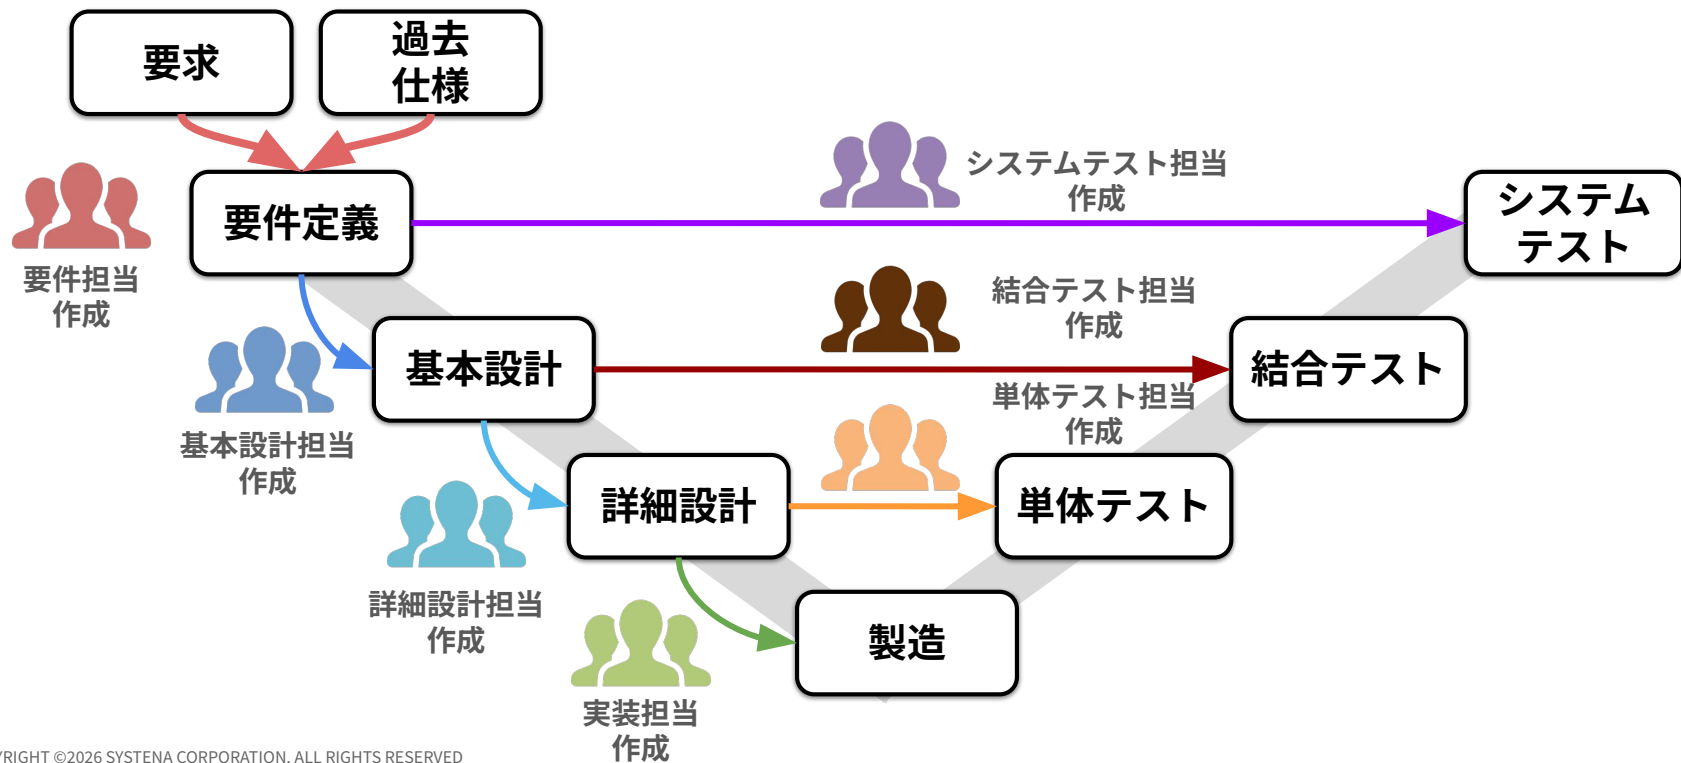 要求
過去
仕様
システムテスト担当
作成
要件定義
システム
テスト
要件担当
作成
結合テスト担当
作成
基本設計
結合テスト
単体テスト担当
作成
基本設計担当
作成
詳細設計
単体テスト
詳細設計担当
作成
製造
実装担当
作成
YRIGHT ©2026 SYSTENA CORPORATION. ALL RIGHTS RESERVED